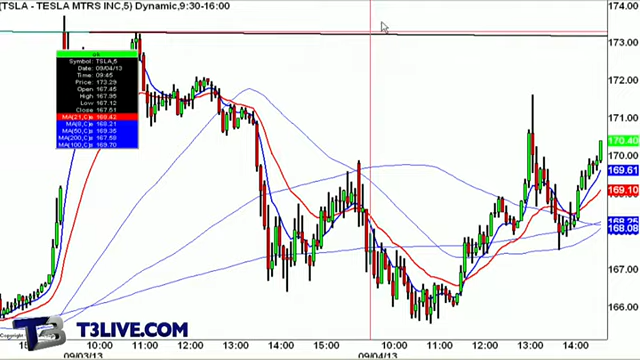 (TSLA - TESLA MTRS INC,5) Dynamic,9:30-16:00
174.00
173.00
172.00
171.00
170.40
170.00
169.61
169.10
168.25
168.08
167.00
166.00
Symbol: TSLA,5
Date: 09/04/13
Time: 09:45
Price: 173.29
Open 167.45
High 167.95
Low 167.12
Close 167.51
MA(21,C)= 168.42
MA(8,C)= 168.21
MA(50,C)= 169.35
MA(200,C)= 167.58
MA(100,C)= 169.70
T3LIVE.COM
10:00 11:00 12:00 13:00 14:00 15:00 10:00 11:00 12:00 13:00 14:00
09/03/13 09/04/13